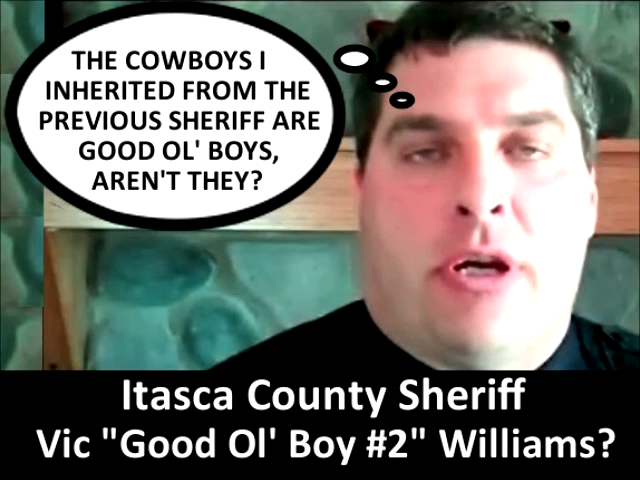 THE COWBOYS I
INHERITED FROM THE
PREVIOUS SHERIFF ARE
GOOD OL' BOYS,
AREN'T THEY?
Itasca County Sheriff
Vic "Good Ol' Boy #2" Williams?